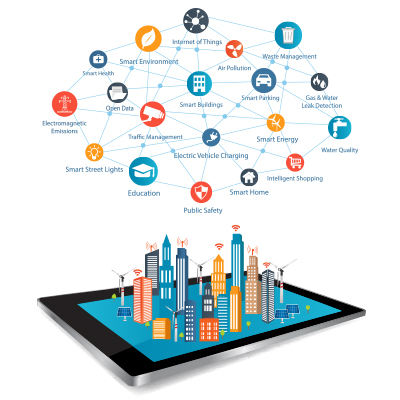 Internet of Things
Smart Environment
Waste Management
Smart Health
Air Pollution
Open Data
Smart Buildings
Smart Parking
Gas & Water
Leak Detection
Electromagnetic
Emissions
Traffic Management
Smart Energy
Water Quality
Electric Vehicle Charging
Smart Street Lights
Intelligent Shopping
Education
Smart Home
Public Safety